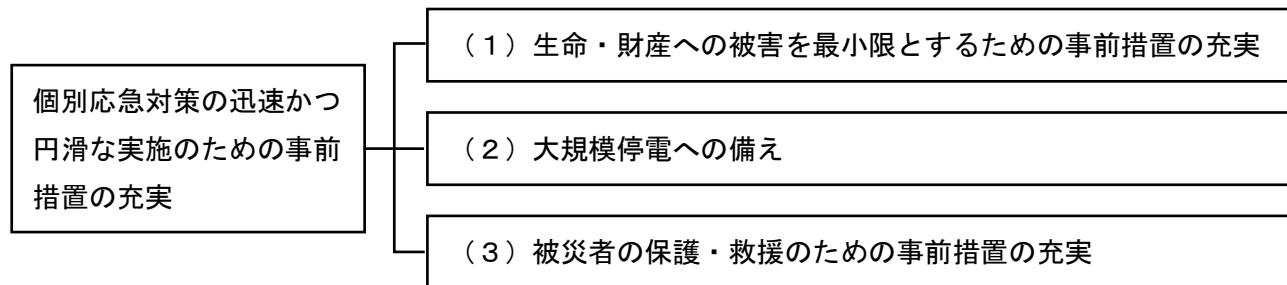 個別応急対策の迅速かつ
円滑な実施のための事前
措置の充実
（１）生命・財産への被害を最小限とするための事前措置の充実
（２）大規模停電への備え
（３）被災者の保護・救援のための事前措置の充実